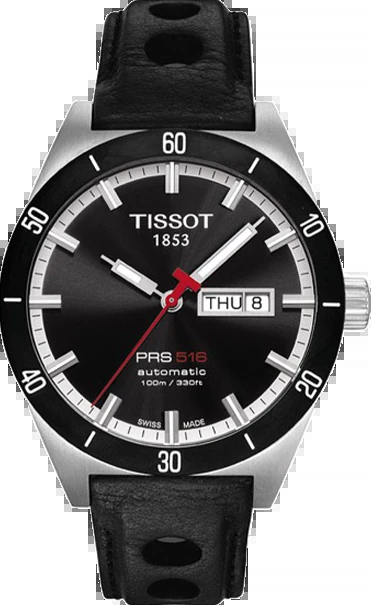 60
50
10
TISSOT
1853
THU 8
PRS 516
automatic
100m / 330ft
40
20
SWISS MADE
30